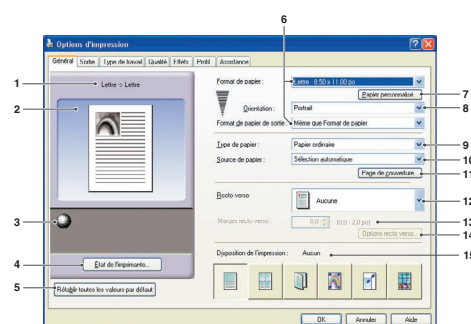 6
Options d'impression
Général Sortie Type de travail Qualité Effets Profil Assistance
1 Lettre -> Lettre
2
3
4 Etat de l'imprimante...
5 Rétablir toutes les valeurs par défaut
Format de papier : Lettre 8.50 x 11.00 po
Papier personnalisé... 7
Orientation : Portrait 8
Format de papier de sortie : Même que Format de papier
Type de papier : Papier ordinaire 9
Source de papier : Sélection automatique 10
Page de couverture... 11
Recto verso Aucune 12
Marges recto verso : 0.0 (0.0 - 2.0 po) 13
Options recto verso... 14
Disposition de l'impression : Aucun 15
OK Annuler Aide